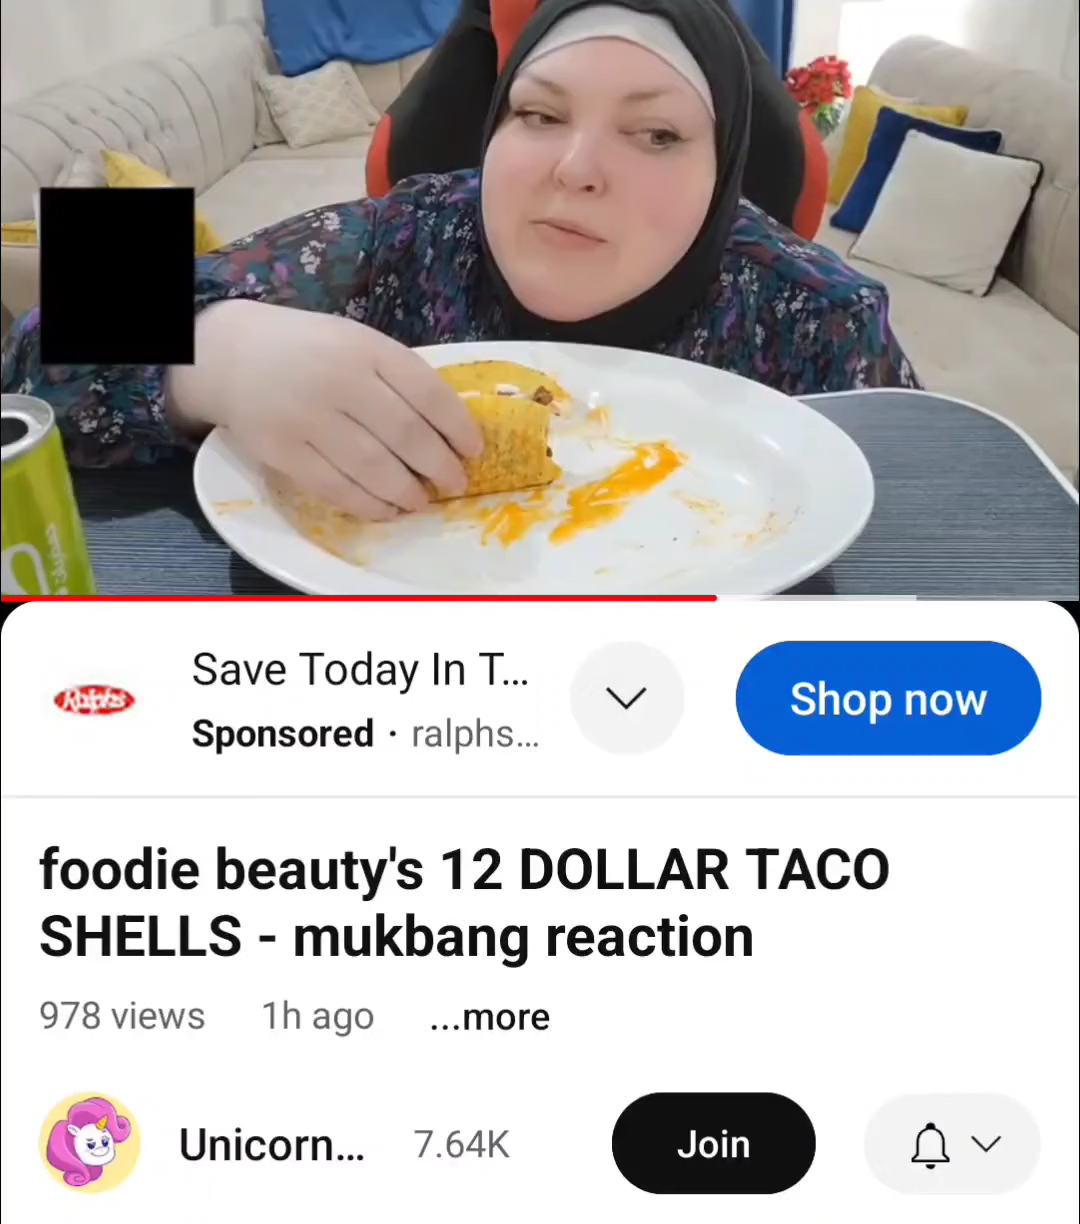 Ralphs
Save Today In T...
Sponsored · ralphs...
Shop now
foodie beauty's 12 DOLLAR TACO
SHELLS - mukbang reaction
978 views 1h ago ...more
Unicorn... 7.64K
Join